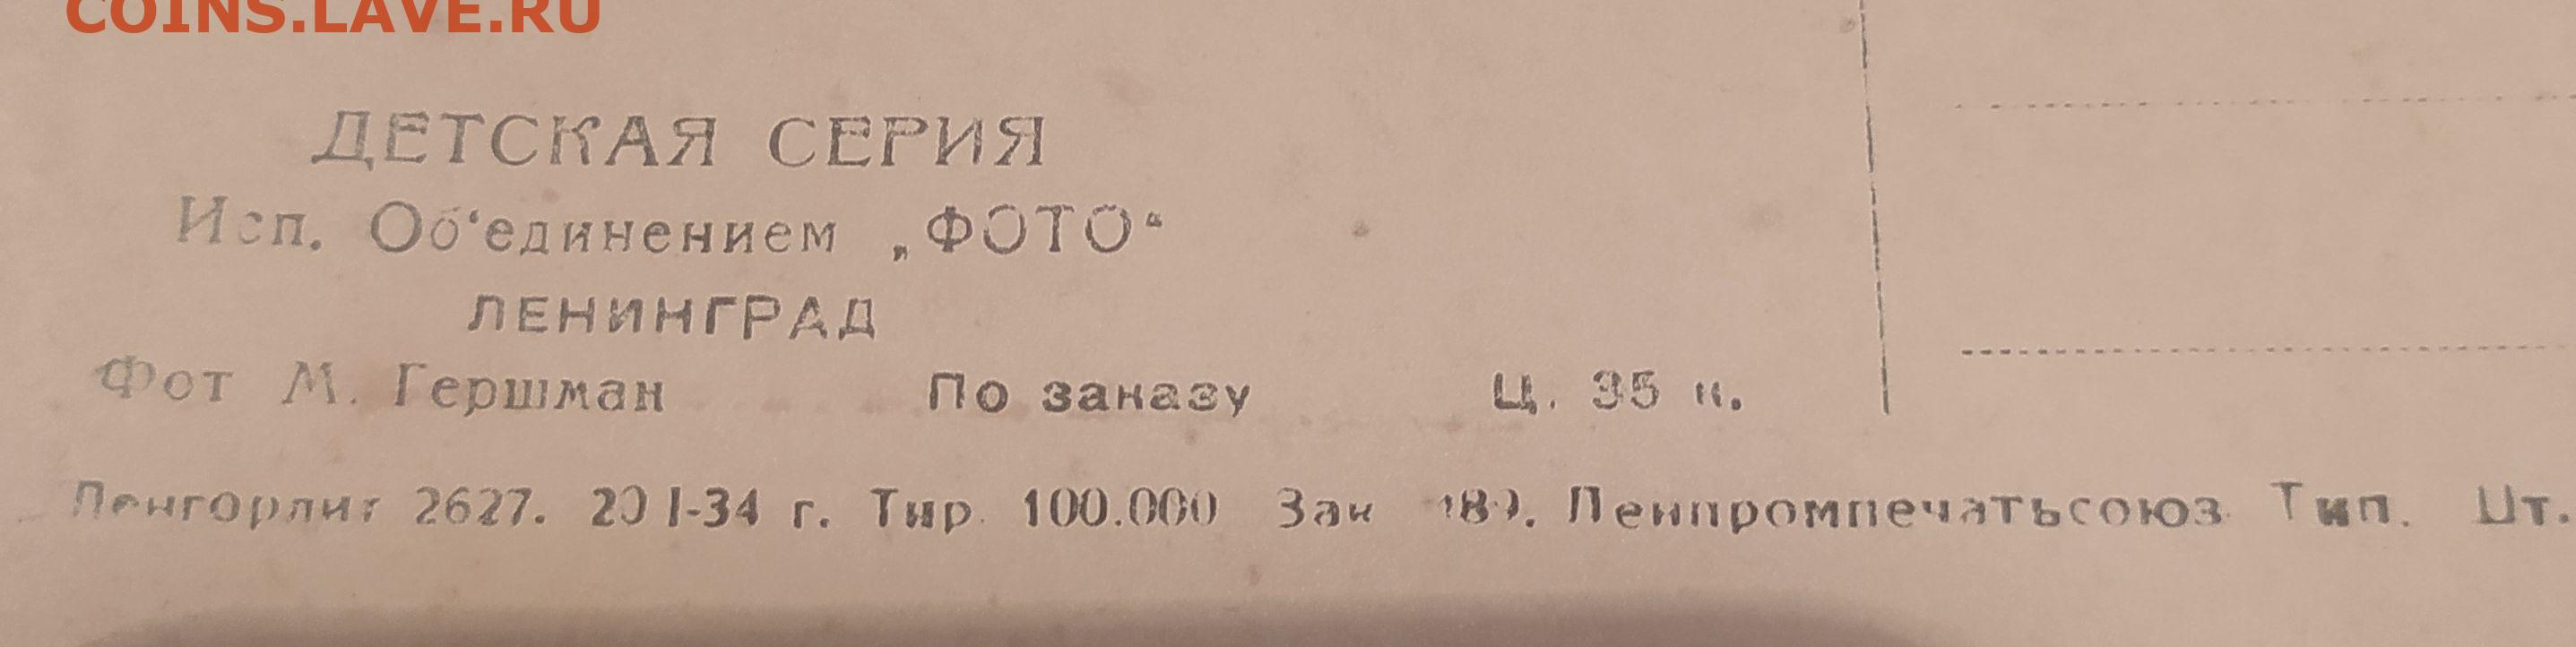 COINS.LAVE.RU
ДЕТСКАЯ СЕРИЯ
Исп. Об‘единением „ФОТО“
ЛЕНИНГРАД
Фот М. Гершман По заказу Ц. 35 к.
Ленгорлит 2627. 20 I-34 г. Тир. 100.000 Зак Ленпромпечатьсоюз Тип.